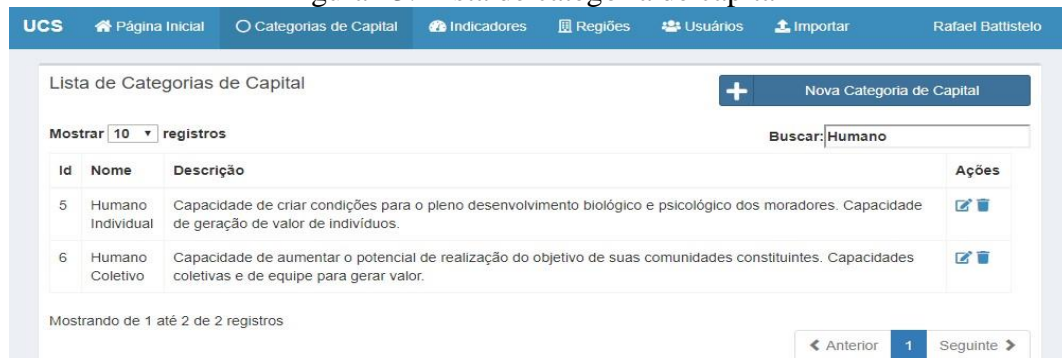 UCS Página Inicial Categorias de Capital Indicadores Regiões Usuários Importar Rafael Battistelo
Lista de Categorias de Capital
Nova Categoria de Capital
Mostrar 10 registros
Buscar: Humano
Id Nome Descrição Ações
5 Humano Individual Capacidade de criar condições para o pleno desenvolvimento biológico e psicológico dos moradores. Capacidade
de geração de valor de indivíduos.
6 Humano Coletivo Capacidade de aumentar o potencial de realização do objetivo de suas comunidades constituintes. Capacidades
coletivas e de equipe para gerar valor.
Mostrando de 1 até 2 de 2 registros
Anterior 1 Seguinte